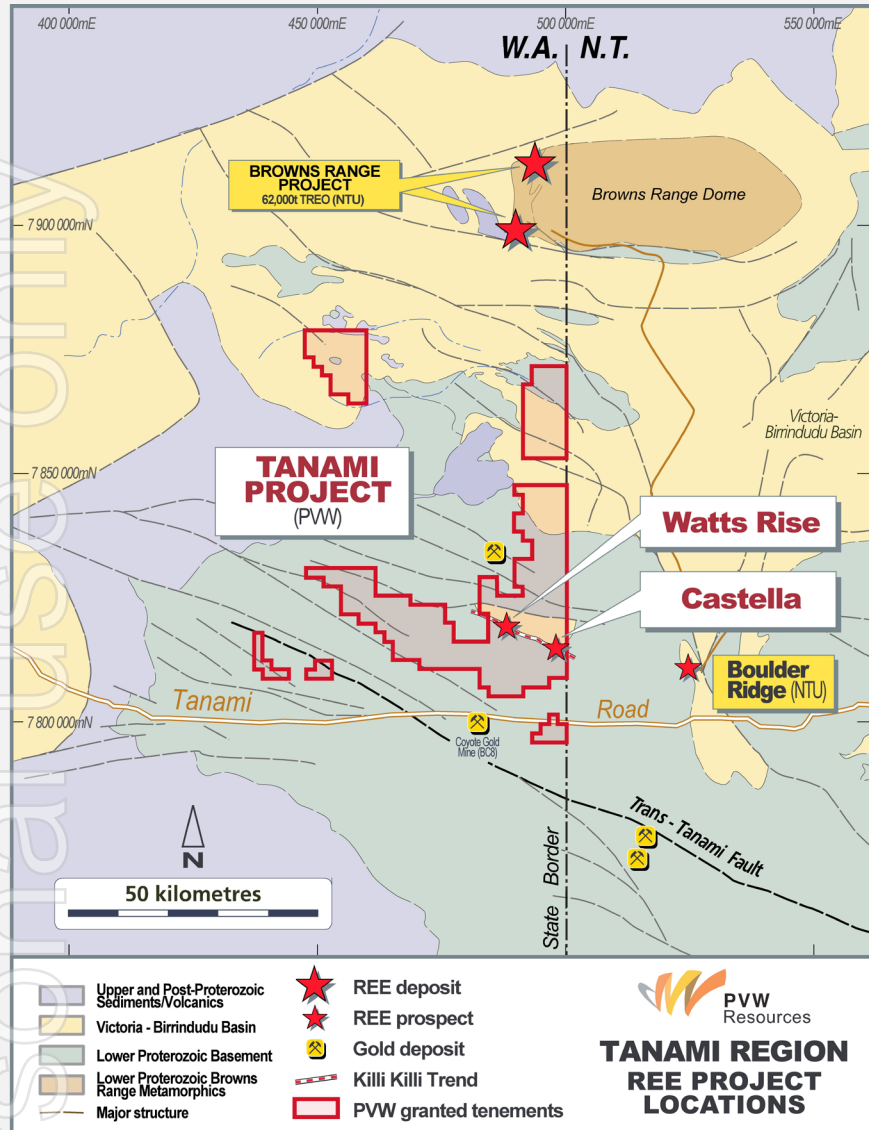 400 000mE
450 000mE
500 000mE
550 000mE
W.A.
N.T.
BROWNS RANGE
PROJECT
62,000t TREO (NTU)
Browns Range Dome
7 900 000mN
Victoria-
Birrindudu Basin
7 850 000mN
TANAMI
PROJECT
(PVW)
Watts Rise
Castella
Boulder
Ridge (NTU)
Tanami
Road
7 800 000mN
Coyote Gold
Mine (BC8)
Trans - Tanami Fault
N
50 kilometres
State Border
Upper and Post-Proterozoic
Sediments/Volcanics
Victoria - Birrindudu Basin
Lower Proterozoic Basement
Lower Proterozoic Browns
Range Metamorphics
Major structure
REE deposit
REE prospect
Gold deposit
Killi Killi Trend
PVW granted tenements
PVW
Resources
TANAMI REGION
REE PROJECT
LOCATIONS
sonal use only